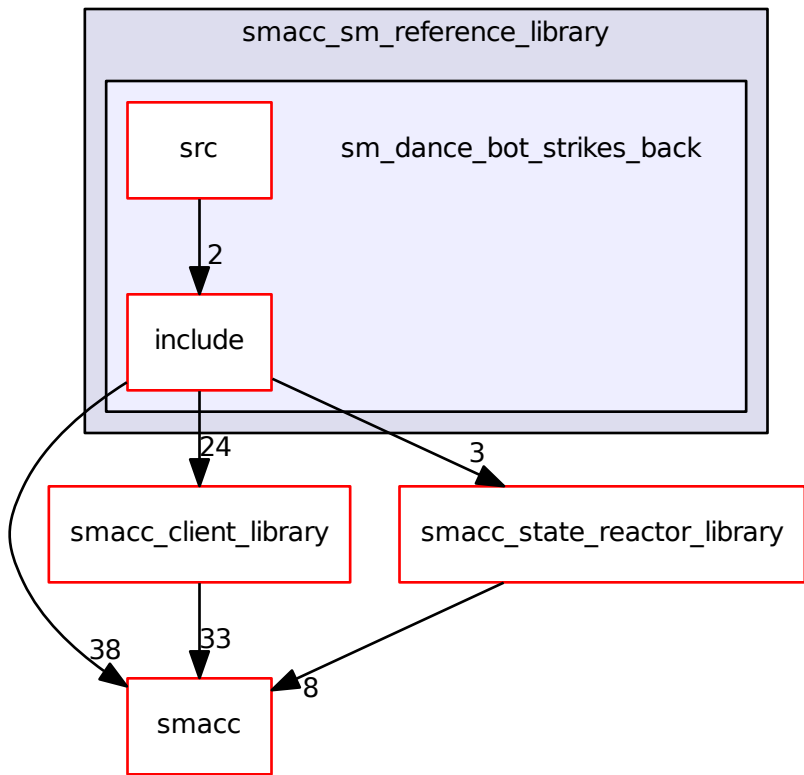 smacc_sm_reference_library
src
sm_dance_bot_strikes_back
2
include
24
3
smacc_client_library
smacc_state_reactor_library
38
33
8
smacc